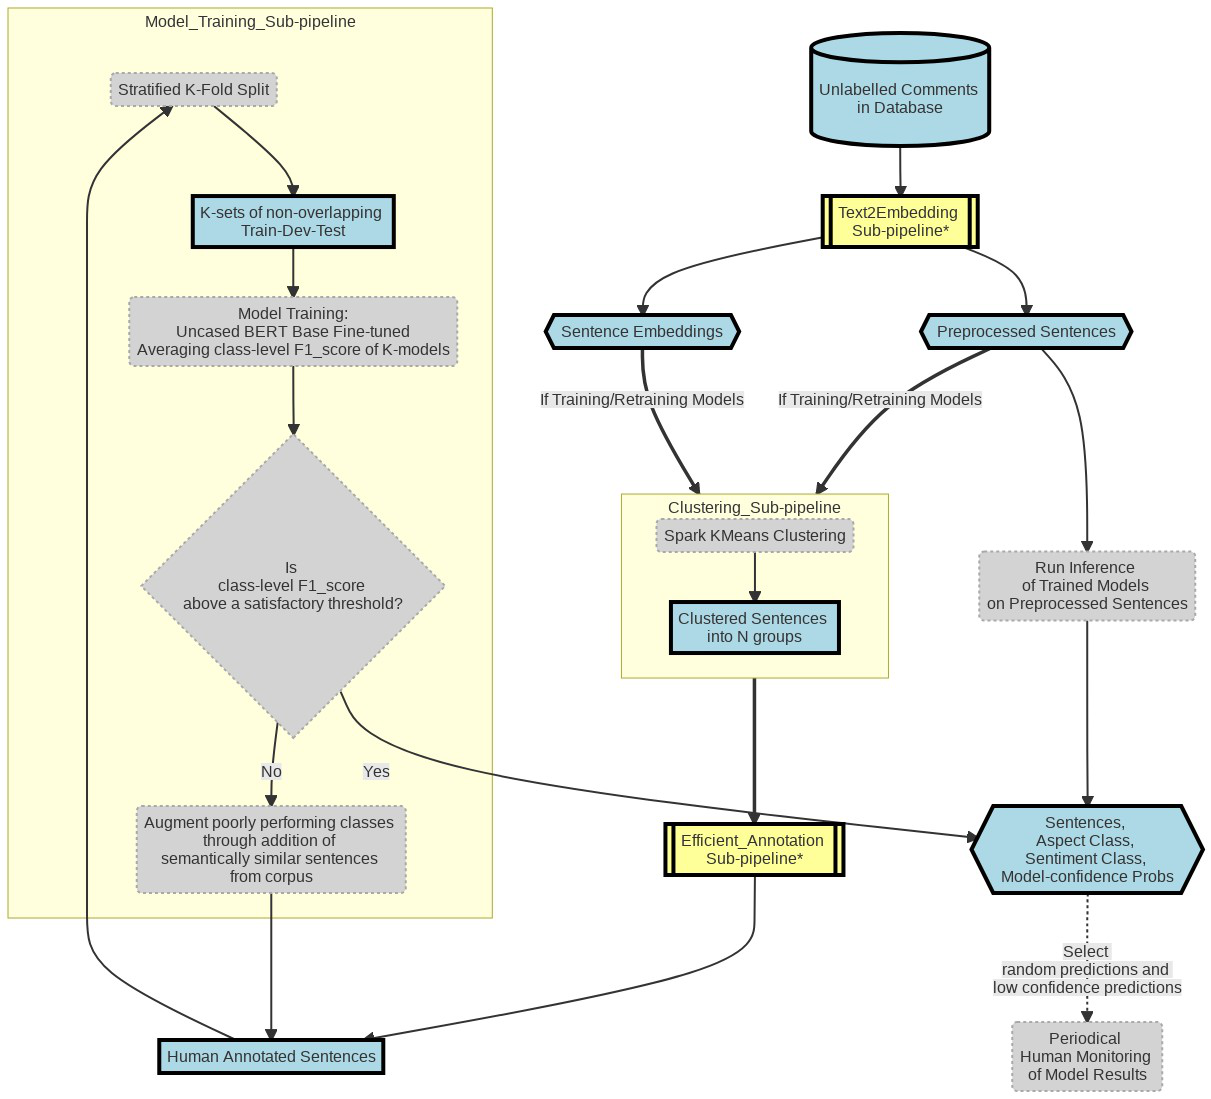 Model_Training_Sub-pipeline
Stratified K-Fold Split
K-sets of non-overlapping
Train-Dev-Test
Model Training:
Uncased BERT Base Fine-tuned
Averaging class-level F1_score of K-models
Is
class-level F1_score
above a satisfactory threshold?
No
Yes
Augment poorly performing classes
through addition of
semantically similar sentences
from corpus
Human Annotated Sentences
Unlabelled Comments
in Database
Text2Embedding
Sub-pipeline*
Sentence Embeddings
Preprocessed Sentences
If Training/Retraining Models
If Training/Retraining Models
Clustering_Sub-pipeline
Spark KMeans Clustering
Clustered Sentences
into N groups
Efficient_Annotation
Sub-pipeline*
Run Inference
of Trained Models
on Preprocessed Sentences
Sentences,
Aspect Class,
Sentiment Class,
Model-confidence Probs
Select
random predictions and
low confidence predictions
Periodical
Human Monitoring
of Model Results